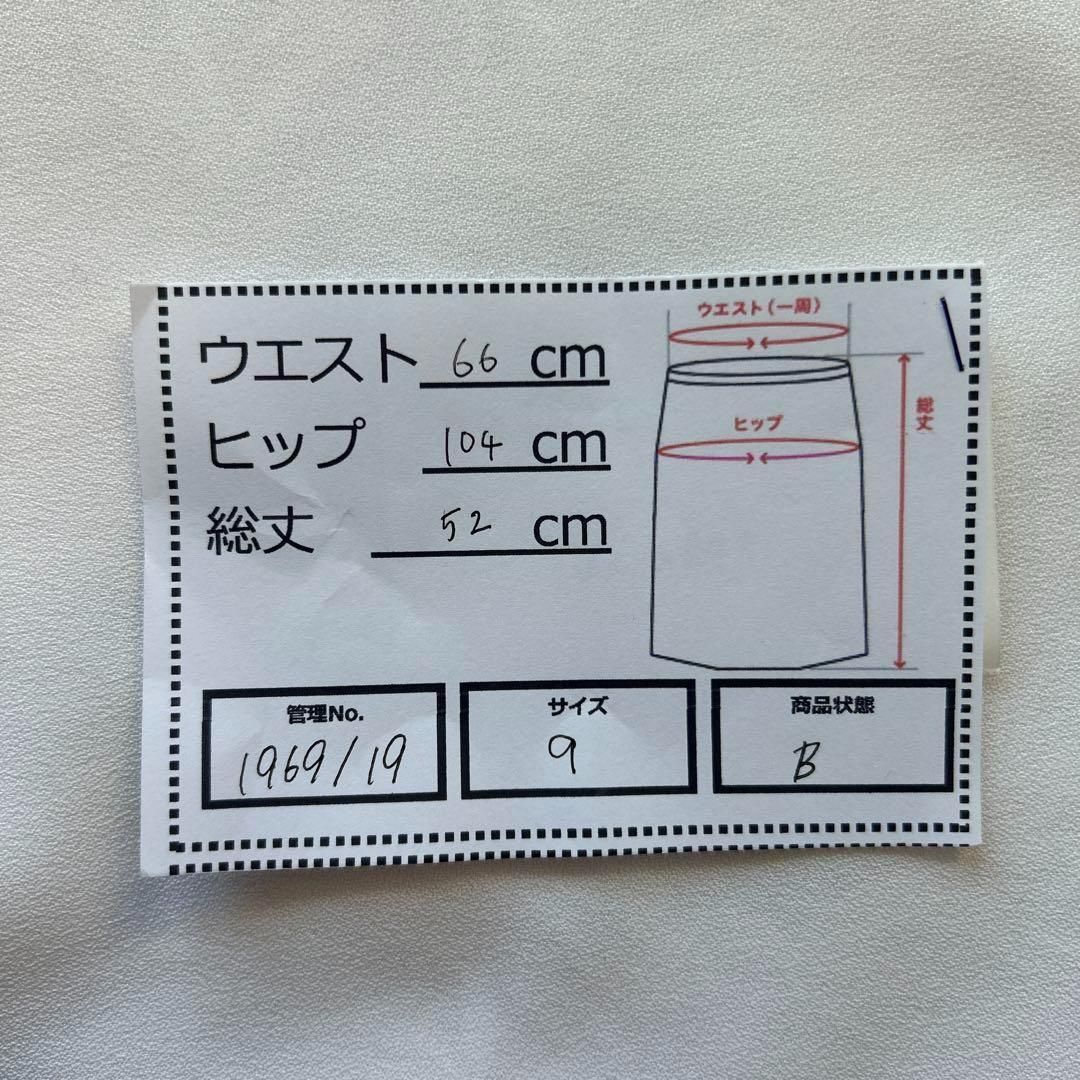 ウエスト 66 cm
ヒップ 104 cm
総丈 52 cm
ウエスト(一周)
ヒップ
総丈
管理No.
1969/19
サイズ
9
商品状態
B